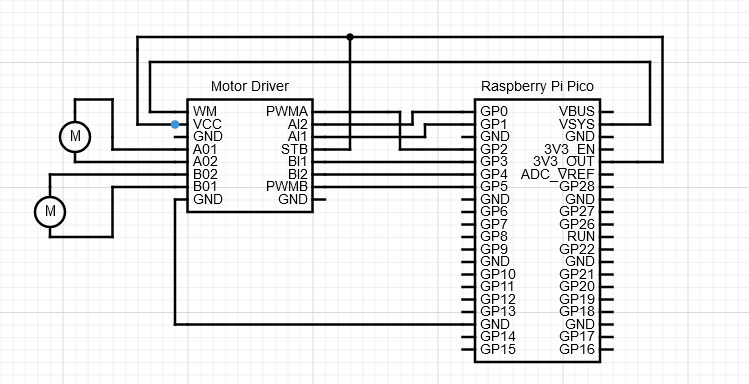 Motor Driver
Raspberry Pi Pico
WM PWMA
VCC AI2
GND AI1
A01 STB
A02 BI1
B02 BI2
B01 PWMB
GND GND
M
M
GP0 VBUS
GP1 VSYS
GND GND
GP2 3V3_EN
GP3 3V3_OUT
GP4 ADC_VREF
GP5 GP28
GND GND
GP6 GP27
GP7 GP26
GP8 RUN
GP9 GP22
GND GND
GP10 GP21
GP11 GP20
GP12 GP19
GP13 GP18
GND GND
GP14 GP17
GP15 GP16